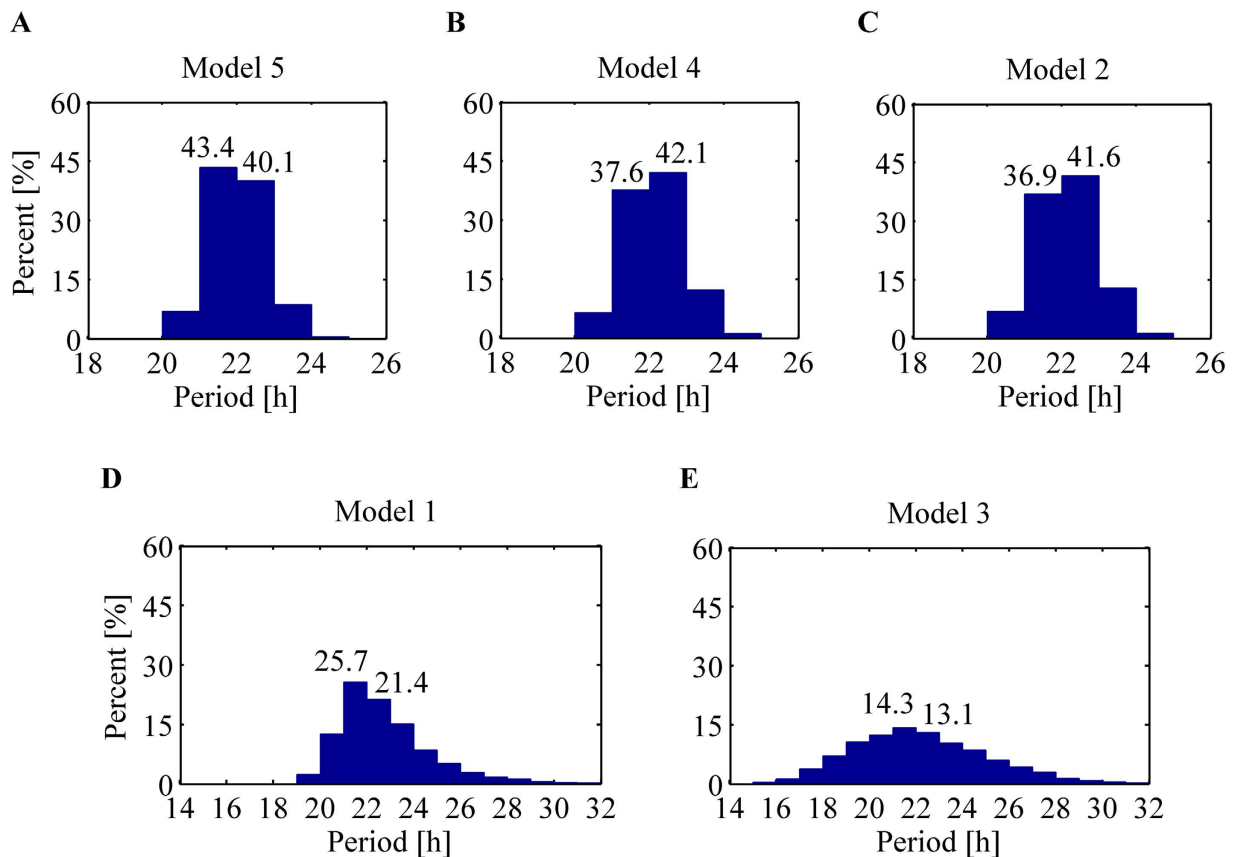 A
B
C
Model 5
Model 4
Model 2
Percent [%]
60
45
30
15
0
43.4
40.1
18 20 22 24 26
Period [h]
60
45
30
15
0
37.6
42.1
18 20 22 24 26
Period [h]
60
45
30
15
0
36.9
41.6
18 20 22 24 26
Period [h]
D
E
Model 1
Model 3
Percent [%]
60
45
30
15
0
25.7
21.4
14 16 18 20 22 24 26 28 30 32
Period [h]
60
45
30
15
0
14.3
13.1
14 16 18 20 22 24 26 28 30 32
Period [h]